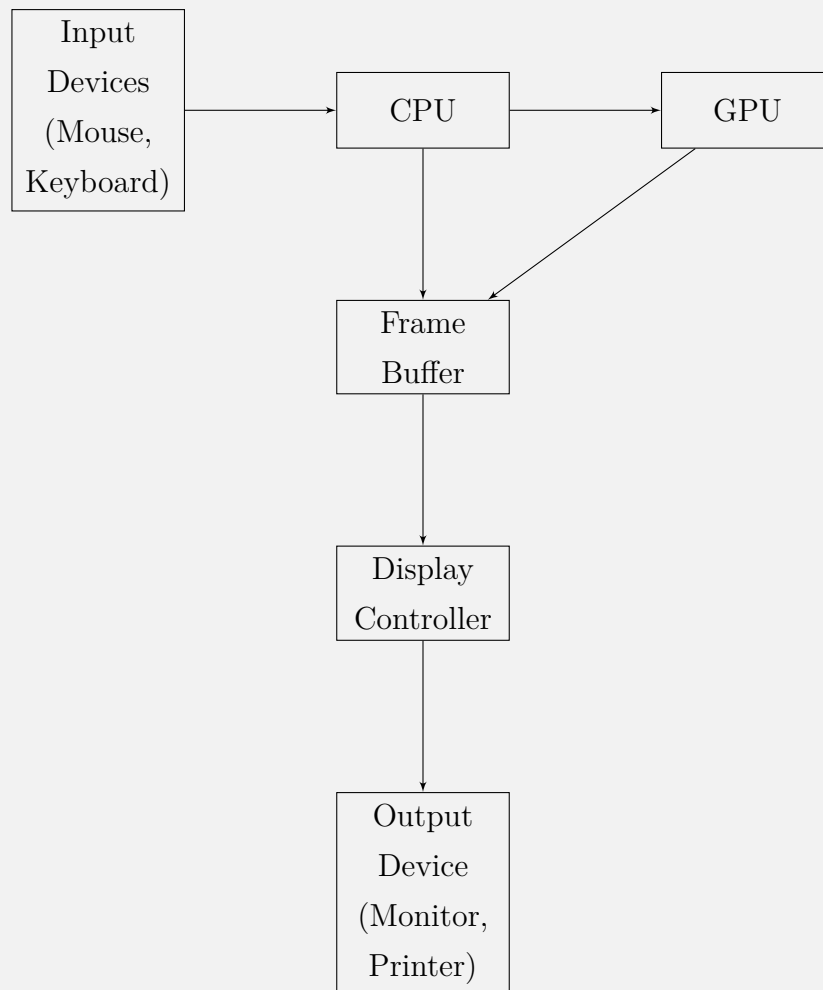 Input
Devices
(Mouse,
Keyboard)
CPU
GPU
Frame
Buffer
Display
Controller
Output
Device
(Monitor,
Printer)